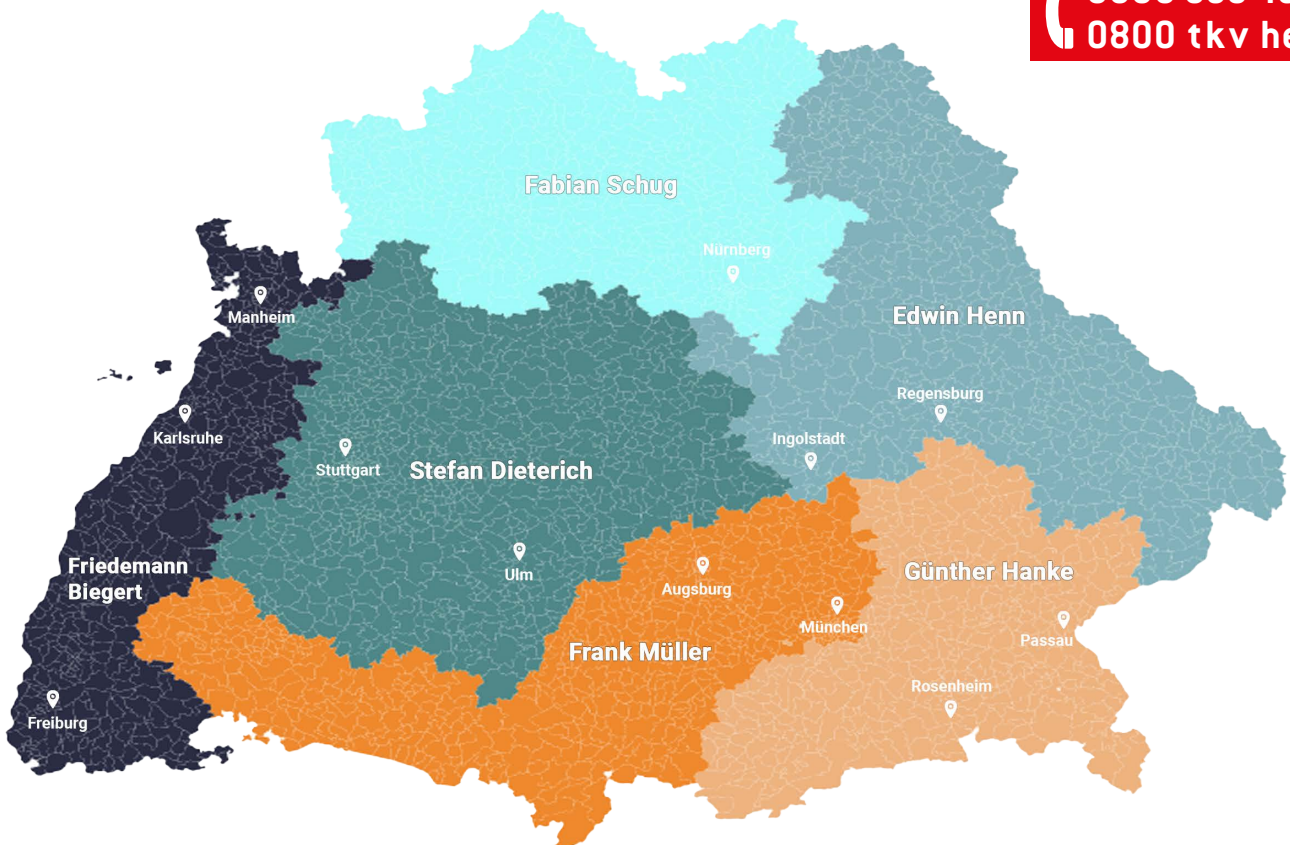 0800 tkv
Fabian Schug
Nürnberg
Manheim
Edwin Henn
Regensburg
Karlsruhe
Ingolstadt
Stuttgart
Stefan Dieterich
Friedemann
Biegert
Ulm
Augsburg
Günther Hanke
München
Passau
Frank Müller
Rosenheim
Freiburg